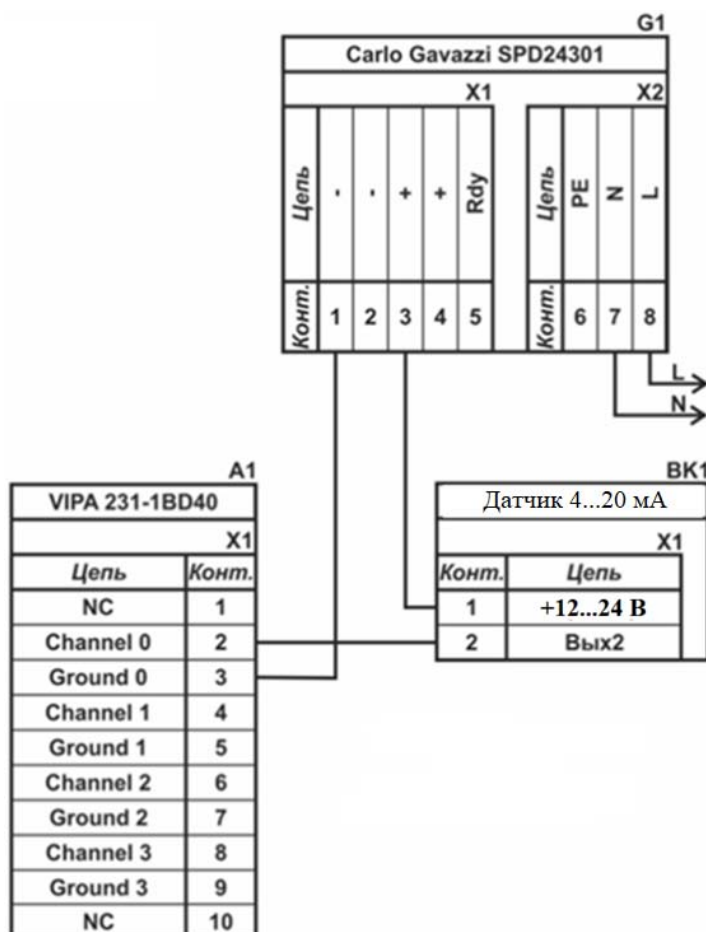 G1
Carlo Gavazzi SPD24301
X1
X2
Цепь - - + + Rdy
Цепь PE N L
Конт. 1 2 3 4 5
Конт. 6 7 8
L
N
A1
VIPA 231-1BD40
X1
Цепь Конт.
NC 1
Channel 0 2
Ground 0 3
Channel 1 4
Ground 1 5
Channel 2 6
Ground 2 7
Channel 3 8
Ground 3 9
NC 10
BK1
Датчик 4...20 мА
X1
Конт. Цепь
1 +12...24 В
2 Вых2